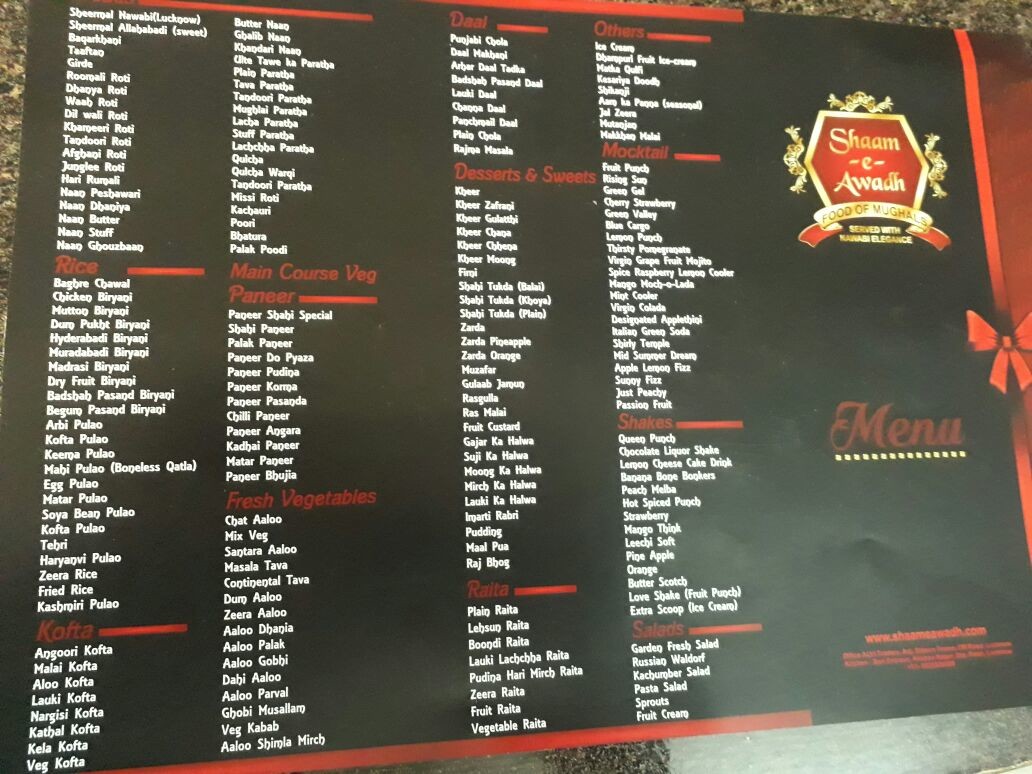 Sheermal Nawabi(Lucknow)
Sheermal Allahabadi (sweet)
Baqarkhani
Taaftan
Girde
Roomali Roti
Dhanya Roti
Waab Roti
Dil wali Roti
Khameeri Roti
Tandoori Roti
Afghani Roti
Junglee Roti
Hari Rumali
Naan Peshawari
Naan Dhaniya
Naan Butter
Naan Stuff
Naan Ghouzbaan
Rice
Baghre Chawal
Chicken Biryani
Mutton Biryani
Dum Pukht Biryani
Hyderabadi Biryani
Muradabadi Biryani
Madrasi Biryani
Dry Fruit Biryani
Badshah Pasand Biryani
Begum Pasand Biryani
Arbi Pulao
Kofta Pulao
Keema Pulao
Mahi Pulao (Boneless Qatla)
Egg Pulao
Matar Pulao
Soya Bean Pulao
Kofta Pulao
Tehri
Haryanvi Pulao
Zeera Rice
Fried Rice
Kashmiri Pulao
Kofta
Angoori Kofta
Malai Kofta
Aloo Kofta
Lauki Kofta
Nargisi Kofta
Kathal Kofta
Kela Kofta
Veg Kofta
Butter Naan
Ghalib Naan
Khandari Naan
Ulte Tawe ka Paratha
Plain Paratha
Tava Paratha
Tandoori Paratha
Mughlai Paratha
Lacha Paratha
Stuff Paratha
Lachchha Paratha
Qulcha
Qulcha Warqi
Tandoori Paratha
Missi Roti
Kachauri
Poori
Bhatura
Palak Poodi
Main Course Veg
Paneer
Paneer Shahi Special
Shahi Paneer
Palak Paneer
Paneer Do Pyaza
Paneer Pudina
Paneer Korma
Paneer Pasanda
Chilli Paneer
Paneer Angara
Kadhai Paneer
Matar Paneer
Paneer Bhujia
Fresh Vegetables
Chat Aaloo
Mix Veg
Santara Aaloo
Masala Tava
Continental Tava
Dum Aaloo
Zeera Aaloo
Aaloo Dhania
Aaloo Palak
Aaloo Gobhi
Dahi Aaloo
Aaloo Parval
Ghobi Musallam
Veg Kabab
Aaloo Shimla Mirch
Daal
Punjabi Chola
Daal Makhani
Arhar Daal Tadka
Badshah Pasand Daal
Lauki Daal
Channa Daal
Panchmail Daal
Plain Chola
Rajma Masala
Desserts & Sweets
Kheer
Kheer Zafrani
Kheer Gulatthi
Kheer Chana
Kheer Chhena
Kheer Moong
Firni
Shahi Tukda (Balai)
Shahi Tukda (Khoya)
Shahi Tukda (Plain)
Zarda
Zarda Pineapple
Zarda Orange
Muzafar
Gulaab Jamun
Rasgulla
Ras Malai
Fruit Custard
Gajar Ka Halwa
Suji Ka Halwa
Moong Ka Halwa
Mirch Ka Halwa
Lauki Ka Halwa
Imarti Rabri
Pudding
Maal Pua
Raj Bhog
Raita
Plain Raita
Lehsun Raita
Boondi Raita
Lauki Lachchha Raita
Pudina Hari Mirch Raita
Zeera Raita
Fruit Raita
Vegetable Raita
Others
Ice Cream
Dhampuri Fruit Ice-cream
Matka Qulfi
Kesariya Doodh
Shikanji
Aam ka Panna (seasonal)
Jal Zeera
Mutanjan
Makkhan Malai
Mocktail
Fruit Punch
Rising Sun
Green Gel
Cherry Strawberry
Green Valley
Blue Cargo
Lemon Punch
Thirsty Pomegranate
Virgin Grape Fruit Mojito
Spice Raspberry Lemon Cooler
Mango Moch-o-Lada
Mint Cooler
Virgin Colada
Designated Applethini
Italian Green Soda
Shirly Temple
Mid Summer Dream
Apple Lemon Fizz
Sunny Fizz
Just Peachy
Passion Fruit
Shakes
Queen Punch
Chocolate Liquor Shake
Lemon Cheese Cake Drink
Banana Bone Bonkers
Peach Melba
Hot Spiced Punch
Strawberry
Mango Think
Leechi Soft
Pine Apple
Orange
Butter Scotch
Love Shake (Fruit Punch)
Extra Scoop (Ice Cream)
Salads
Garden Fresh Salad
Russian Waldorf
Kachumber Salad
Pasta Salad
Sprouts
Fruit Cream
Shaam
-e-
Awadh
FOOD OF MUGHALS
SERVED WITH
NAWABI ELEGANCE
Menu
www.shaameawadh.com